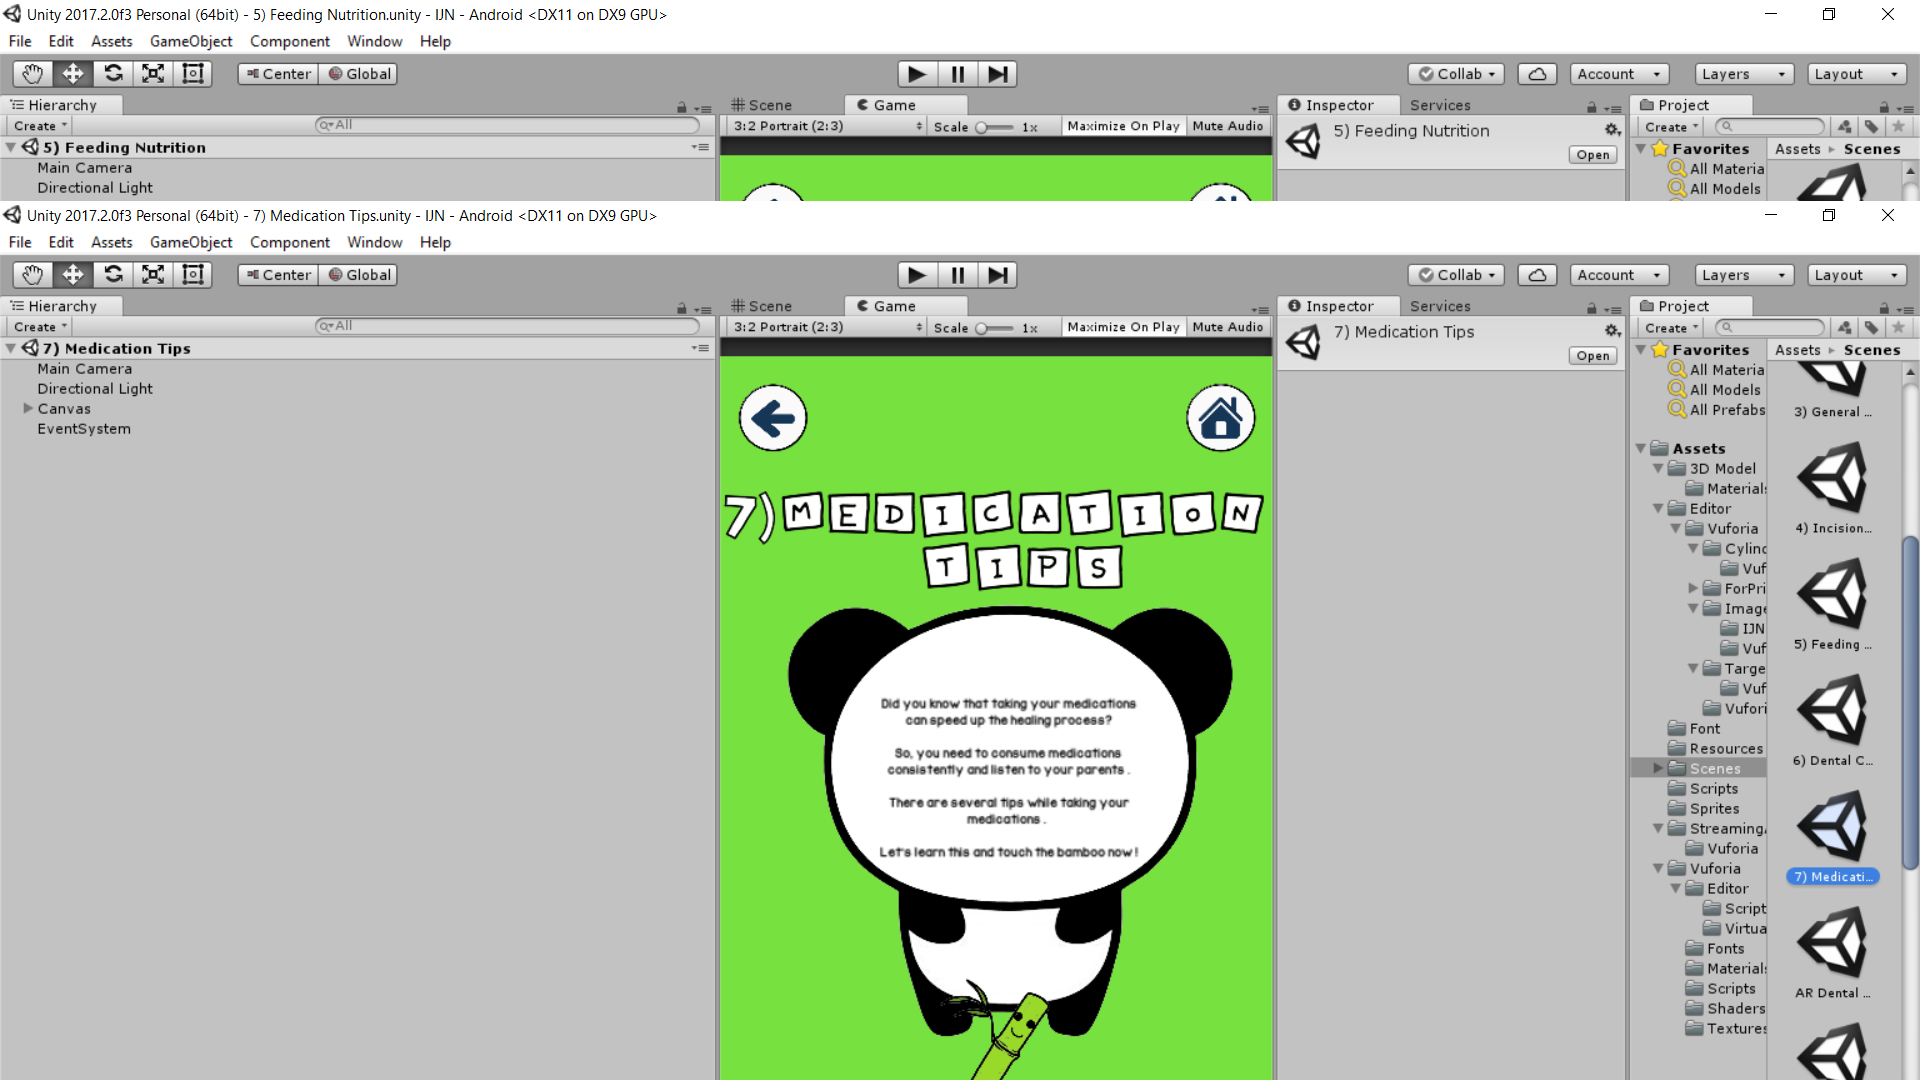 Unity 2017.2.0f3 Personal (64bit) - 5) Feeding Nutrition.unity - IJN - Android <DX11 on DX9 GPU>
File Edit Assets GameObject Component Window Help
Center Global Collab Account Layers Layout
Hierarchy Scene Game Inspector Services Project
Create All 3:2 Portrait (2:3) Scale 1x Maximize On Play Mute Audio 5) Feeding Nutrition Create
5) Feeding Nutrition Open Favorites Assets Scenes
Main Camera All Materia
Directional Light All Models
Unity 2017.2.0f3 Personal (64bit) - 7) Medication Tips.unity - IJN - Android <DX11 on DX9 GPU>
File Edit Assets GameObject Component Window Help
Center Global Collab Account Layers Layout
Hierarchy Scene Game Inspector Services Project
Create All 3:2 Portrait (2:3) Scale 1x Maximize On Play Mute Audio 7) Medication Tips Create
7) Medication Tips Open Favorites Assets Scenes
Main Camera All Materia
Directional Light All Models
Canvas All Prefabs 3) General ...
EventSystem
7) MEDICATION
TIPS
Did you know that taking your medications
can speed up the healing process?
So, you need to consume medications
consistently and listen to your parents .
There are several tips while taking your
medications .
Let's learn this and touch the bamboo now !
Assets
3D Model
Materials
Editor
Vuforia
Cylinc
Vuf
ForPri
Image
IJN
Vuf
Targe
Vuf
Vufori
Font
Resources
Scenes
Scripts
Sprites
Streaming
Vuforia
Vuforia
Editor
Script
Virtua
Fonts
Materials
Scripts
Shaders
Textures
4) Incision...
5) Feeding ...
6) Dental C...
7) Medicati...
AR Dental ...